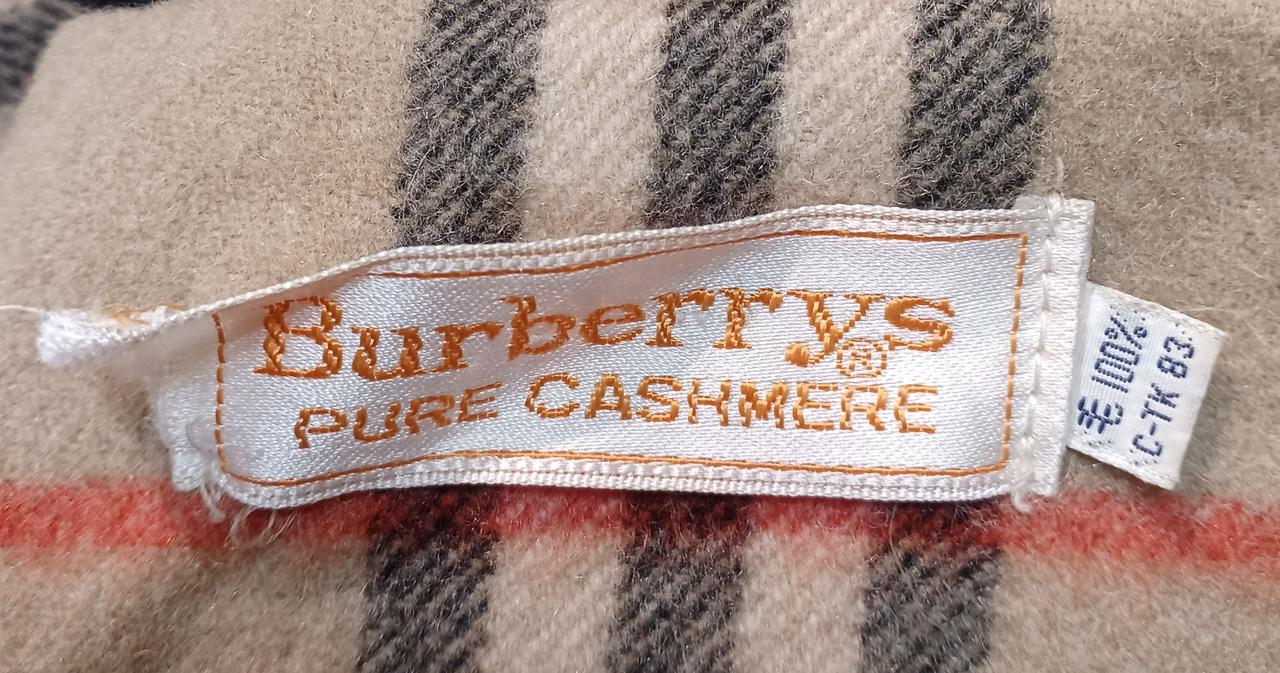 Burberrys®
PURE CASHMERE
毛 100%
C-TK 83